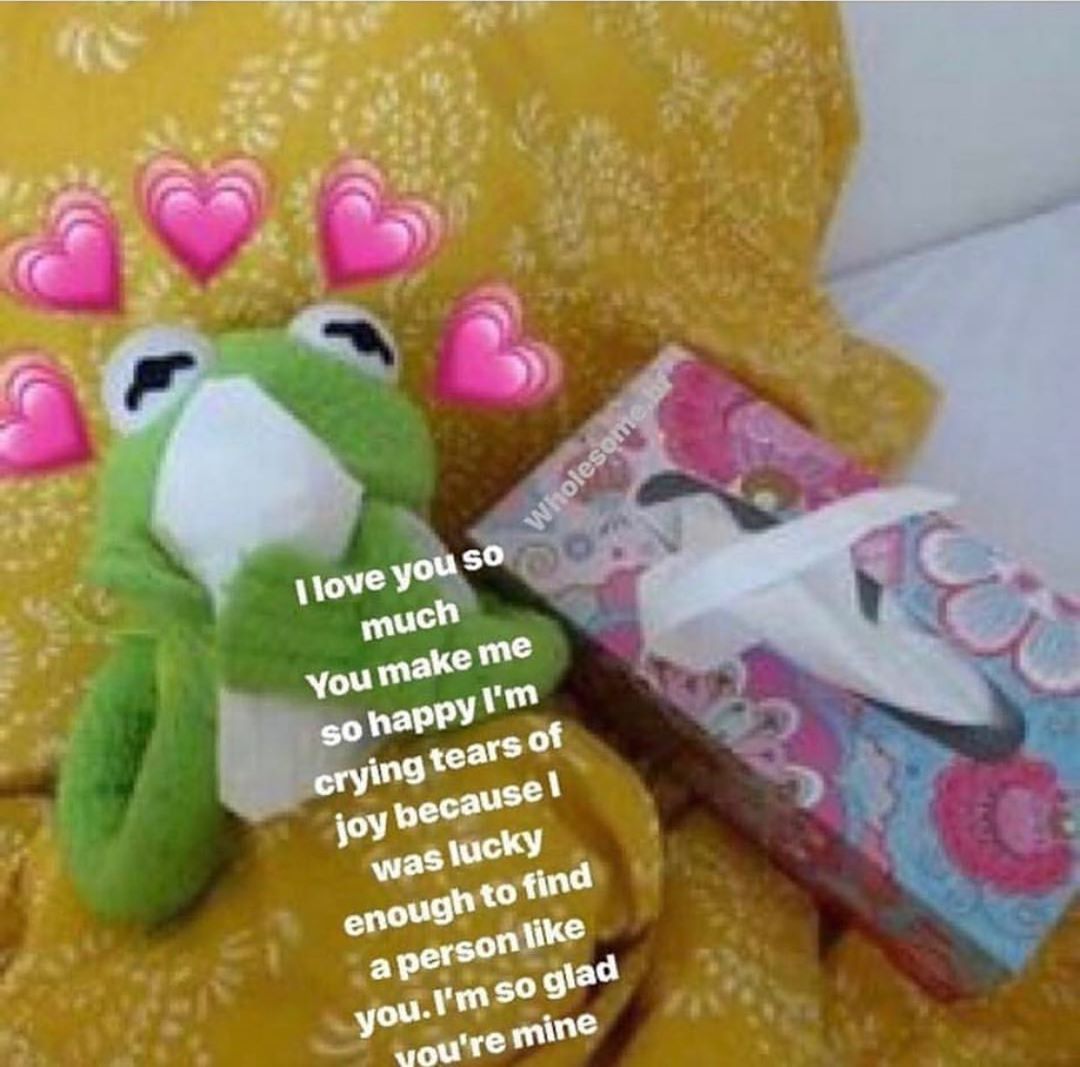 I love you so
much
You make me
so happy I'm
crying tears of
joy because I
was lucky
enough to find
a person like
you. I'm so glad
you're mine